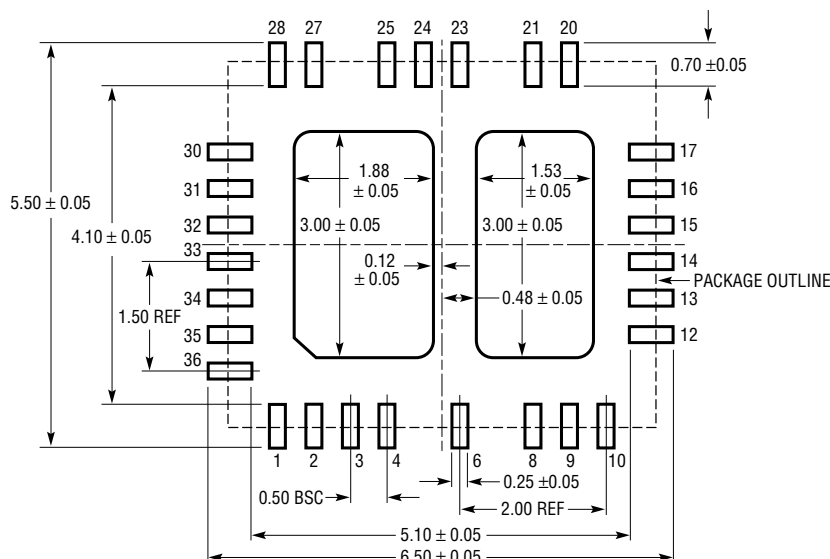 28 27 25 24 23 21 20
0.70 ±0.05
30 17
31 16
32 15
33 14
34 13
35 12
36
1.88
± 0.05
1.53
± 0.05
3.00 ± 0.05
3.00 ± 0.05
5.50 ± 0.05
4.10 ± 0.05
0.12
± 0.05
PACKAGE OUTLINE
0.48 ± 0.05
1.50 REF
1 2 3 4 6 8 9 10
0.25 ±0.05
0.50 BSC
2.00 REF
5.10 ± 0.05
6.50 ± 0.05